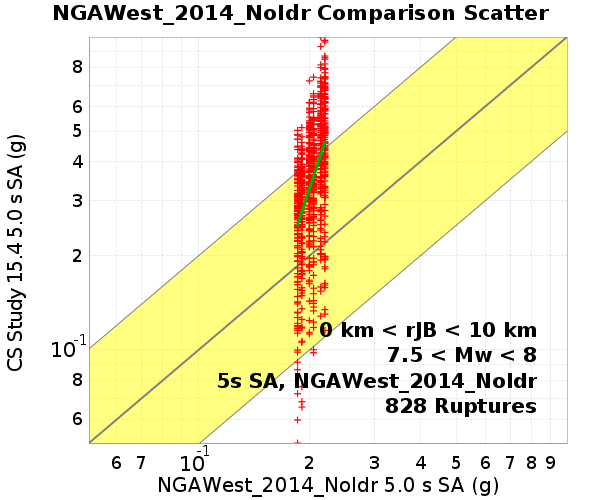 NGAWest_2014_NoIdr Comparison Scatter
CS Study 15.4 5.0 s SA (g)
8
6
5
4
3
2
10^-1
8
6
0 km < rJB < 10 km
7.5 < Mw < 8
5s SA, NGAWest_2014_NoIdr
828 Ruptures
6 7 10^-1 2 3 4 5 6 7 8 9
NGAWest_2014_NoIdr 5.0 s SA (g)